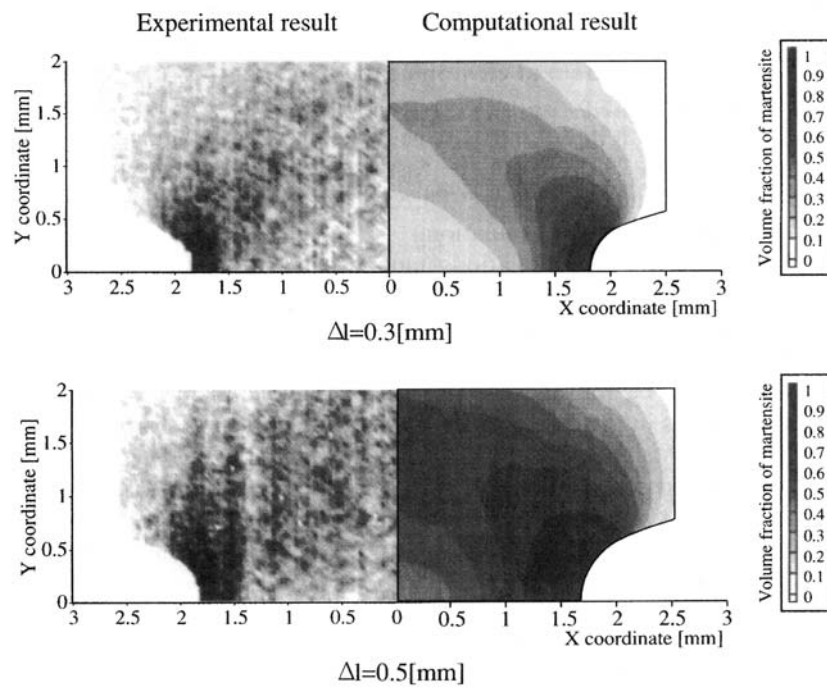 Experimental result
Computational result
Y coordinate [mm]
2
1.5
1
0.5
0
3 2.5 2 1.5 1 0.5 0 0.5 1 1.5 2 2.5 3
X coordinate [mm]
Δl=0.3[mm]
Volume fraction of martensite
1
0.9
0.8
0.7
0.6
0.5
0.4
0.3
0.2
0.1
0
Y coordinate [mm]
2
1.5
1
0.5
0
3 2.5 2 1.5 1 0.5 0 0.5 1 1.5 2 2.5 3
X coordinate [mm]
Δl=0.5[mm]
Volume fraction of martensite
1
0.9
0.8
0.7
0.6
0.5
0.4
0.3
0.2
0.1
0